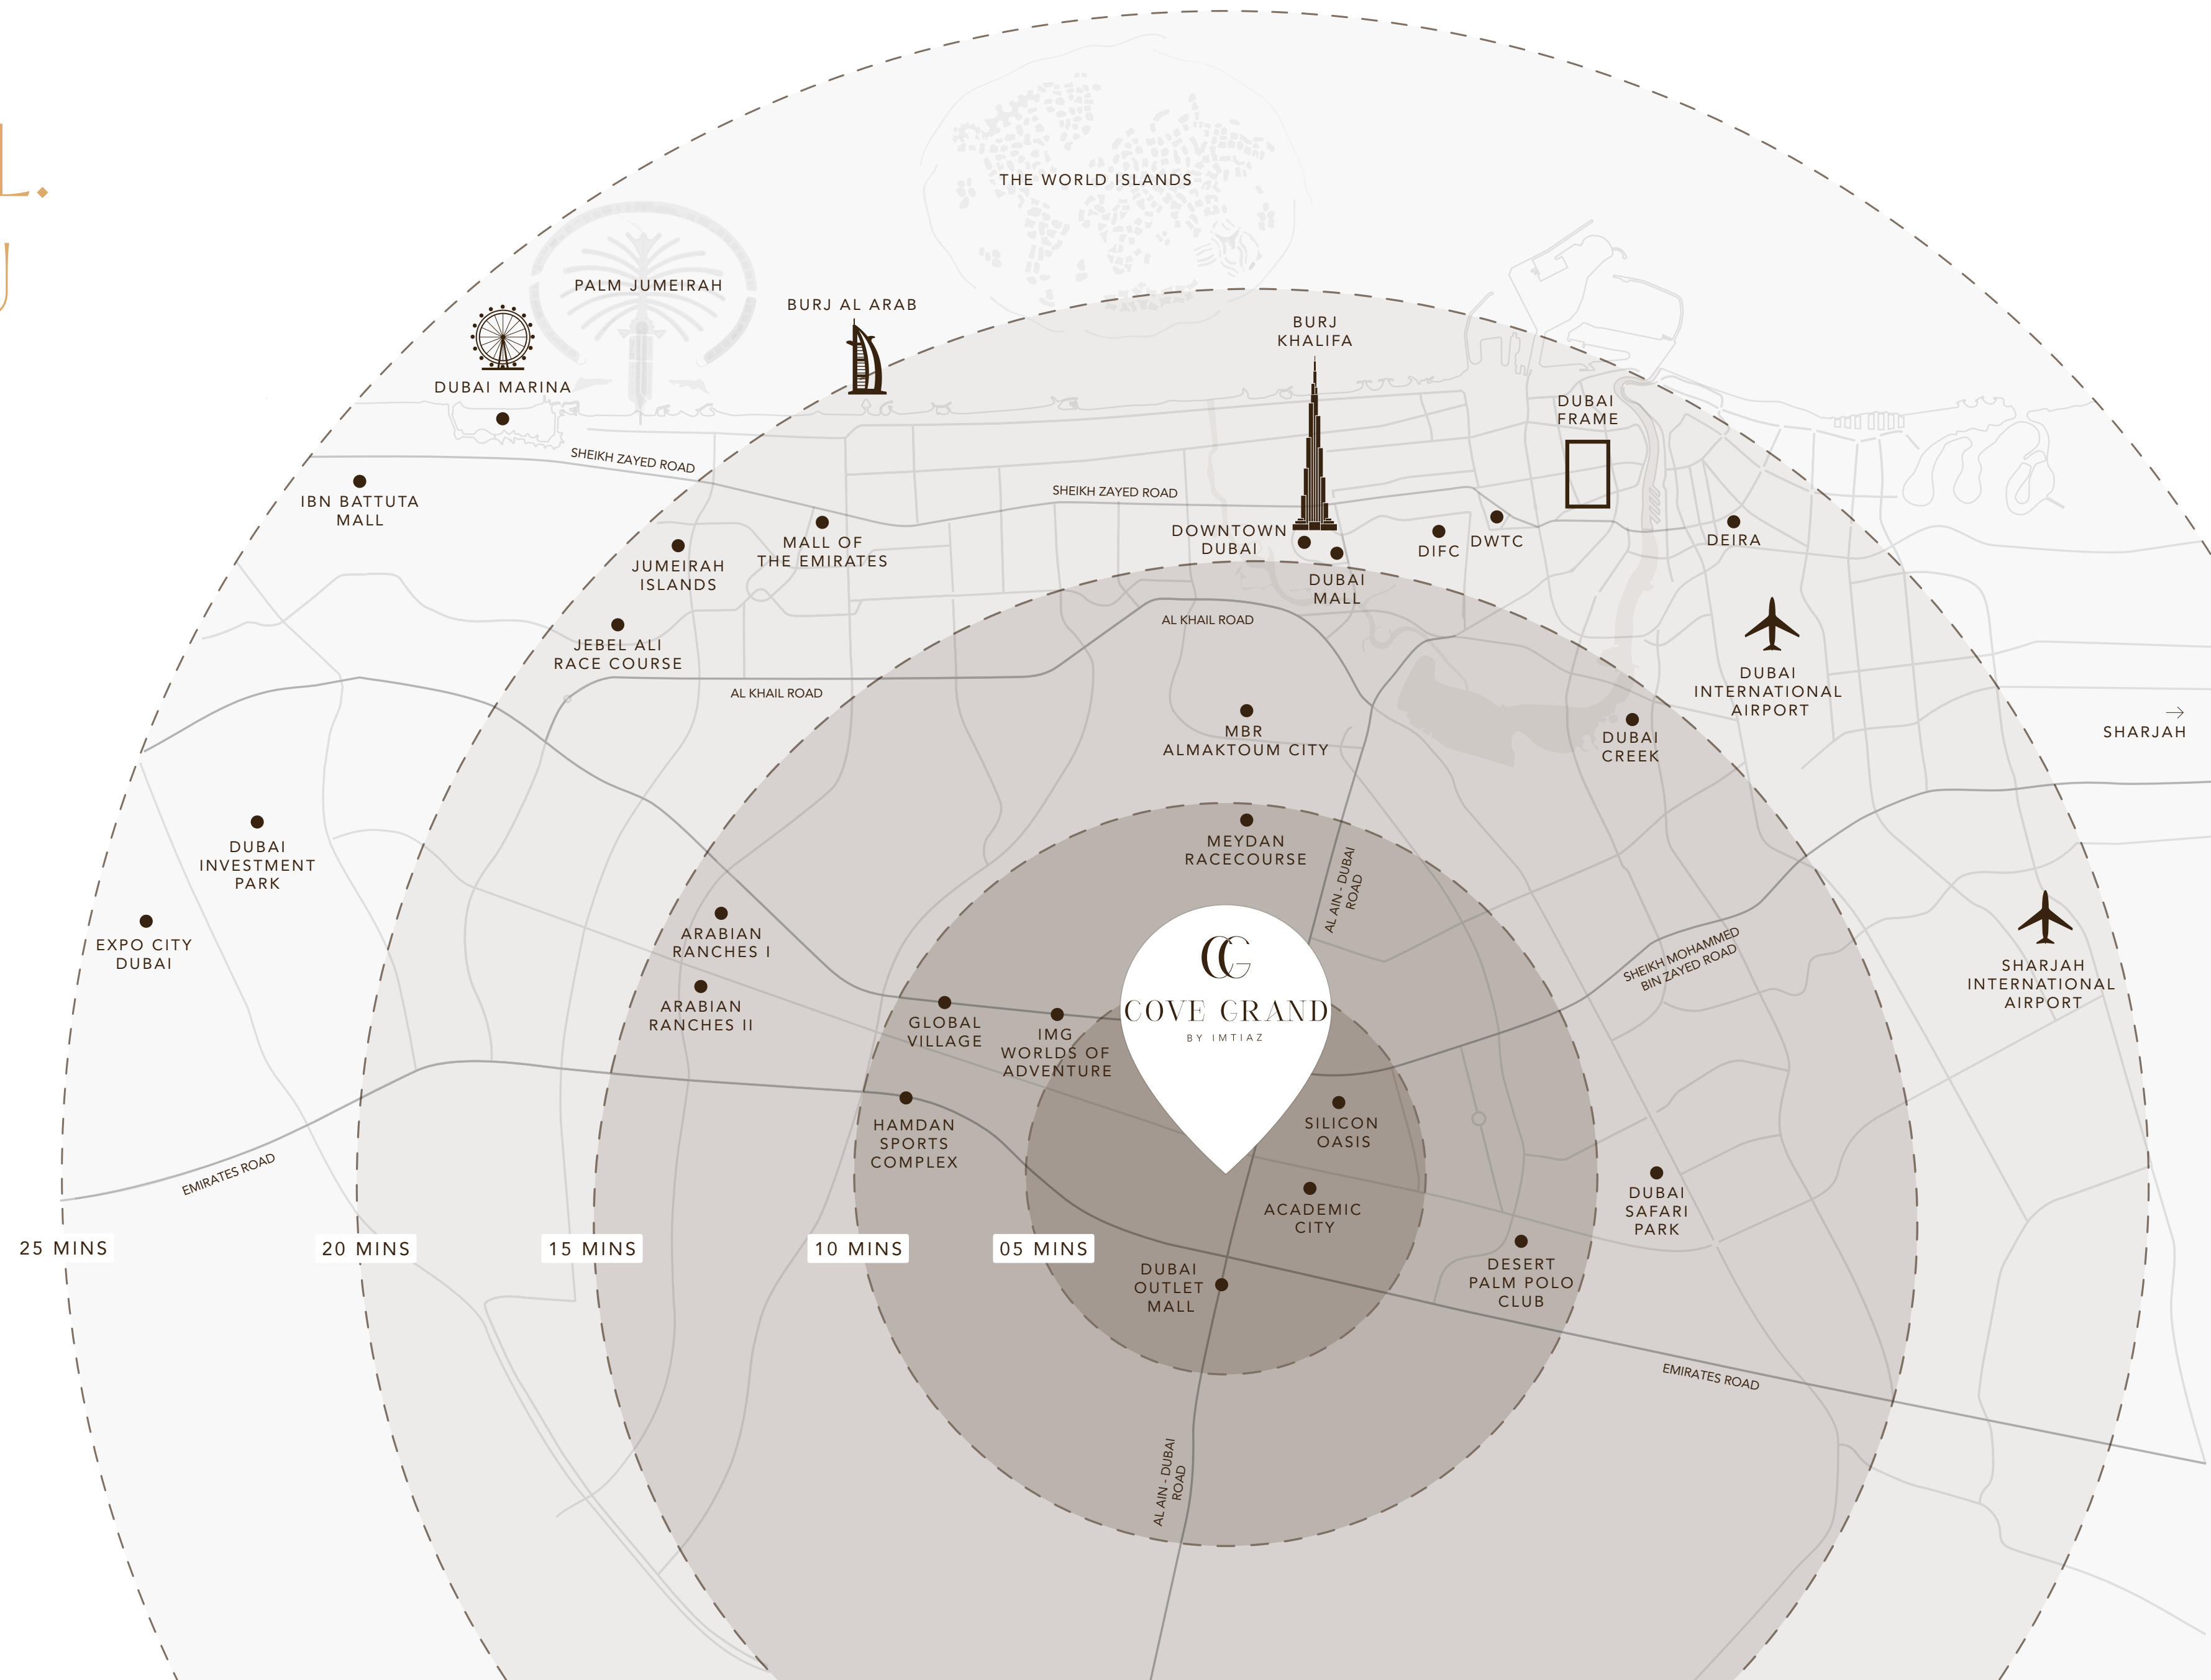 L.
THE WORLD ISLANDS
PALM JUMEIRAH
BURJ AL ARAB
BURJ
KHALIFA
DUBAI MARINA
DUBAI
FRAME
SHEIKH ZAYED ROAD
SHEIKH ZAYED ROAD
IBN BATTUTA
MALL
MALL OF
THE EMIRATES
JUMEIRAH
ISLANDS
DOWNTOWN
DUBAI
DIFC
DWTC
DEIRA
DUBAI
MALL
JEBEL ALI
RACE COURSE
AL KHAIL ROAD
AL KHAIL ROAD
DUBAI
INTERNATIONAL
AIRPORT
MBR
ALMAKTOUM CITY
DUBAI
CREEK
SHARJAH
DUBAI
INVESTMENT
PARK
MEYDAN
RACECOURSE
AL AIN - DUBAI
ROAD
EXPO CITY
DUBAI
ARABIAN
RANCHES I
ARABIAN
RANCHES II
SHEIKH MOHAMMED
BIN ZAYED ROAD
SHARJAH
INTERNATIONAL
AIRPORT
CG
COVE GRAND
BY IMTIAZ
GLOBAL
VILLAGE
IMG
WORLDS OF
ADVENTURE
HAMDAN
SPORTS
COMPLEX
SILICON
OASIS
ACADEMIC
CITY
DUBAI
SAFARI
PARK
EMIRATES ROAD
25 MINS
20 MINS
15 MINS
10 MINS
05 MINS
DUBAI
OUTLET
MALL
DESERT
PALM POLO
CLUB
EMIRATES ROAD
AL AIN - DUBAI
ROAD